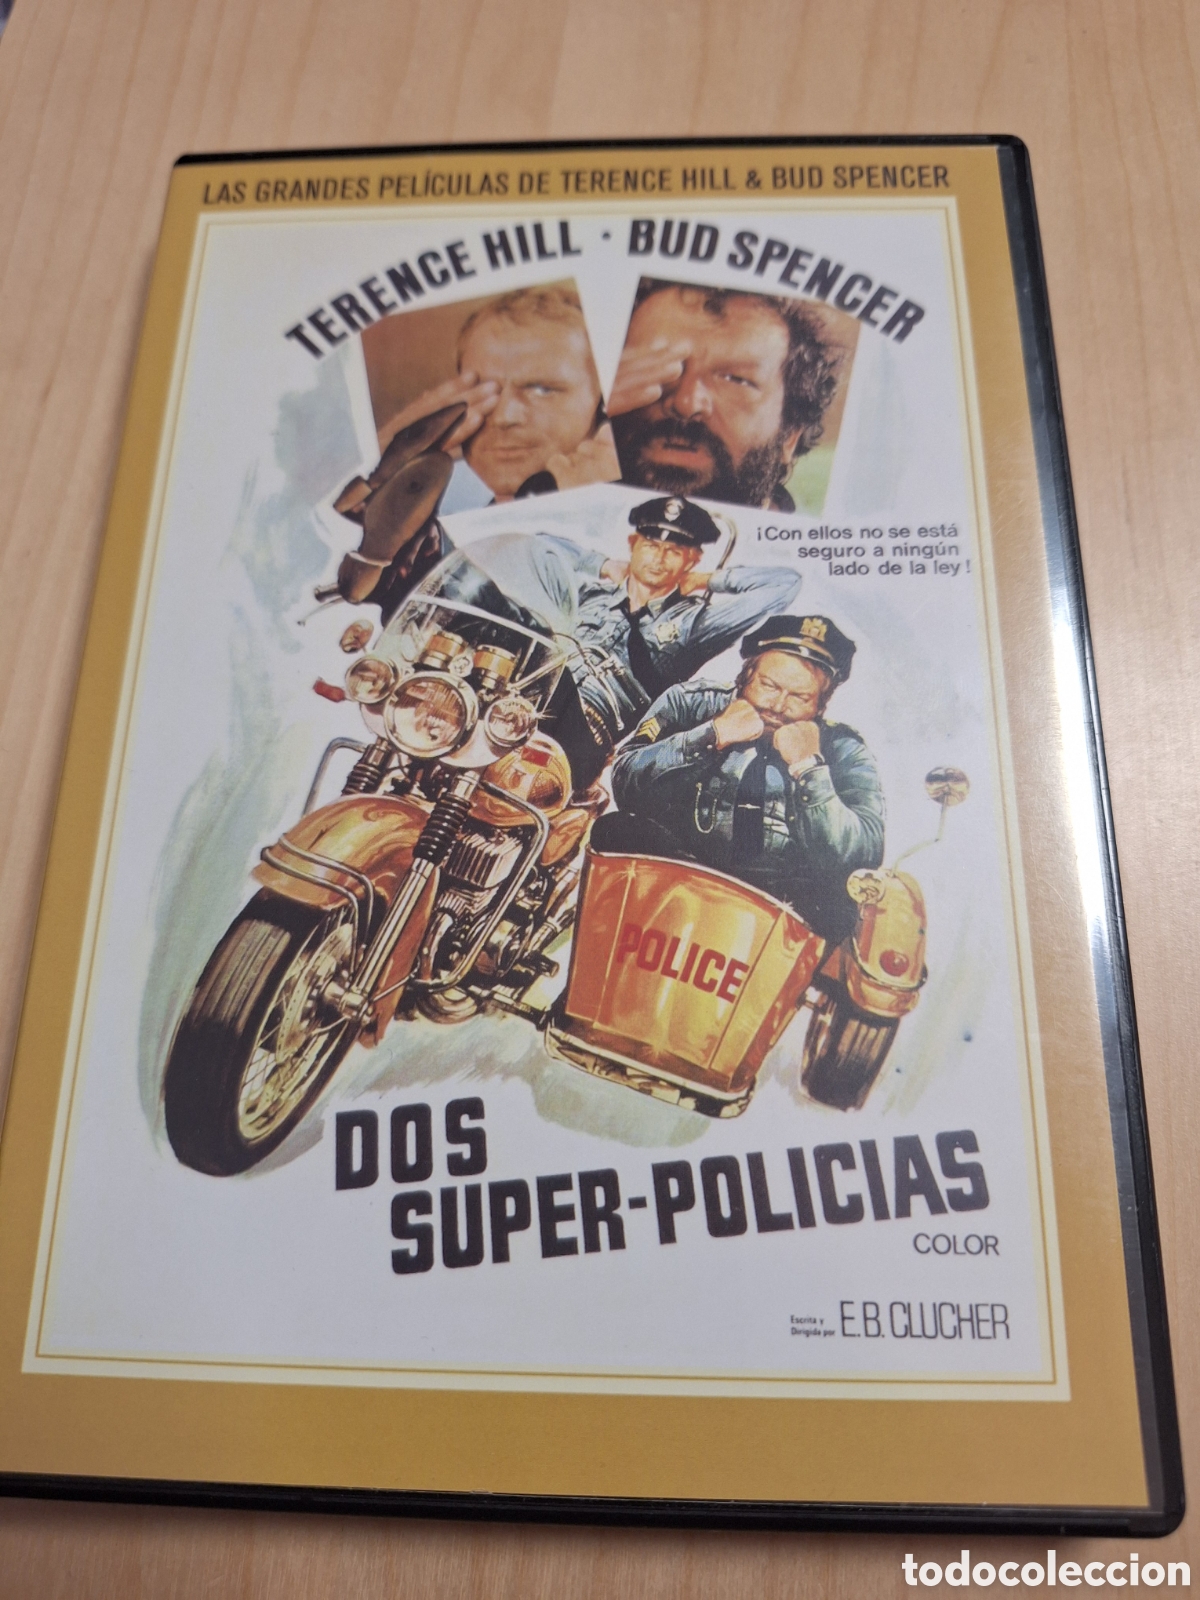 LAS GRANDES PELÍCULAS DE TERENCE HILL & BUD SPENCER
TERENCE HILL · BUD SPENCER
¡Con ellos no se está
seguro a ningún
lado de la ley!
POLICE
DOS
SUPER-POLICIAS
COLOR
Escrita y
Dirigida por E.B. CLUCHER
todocoleccion